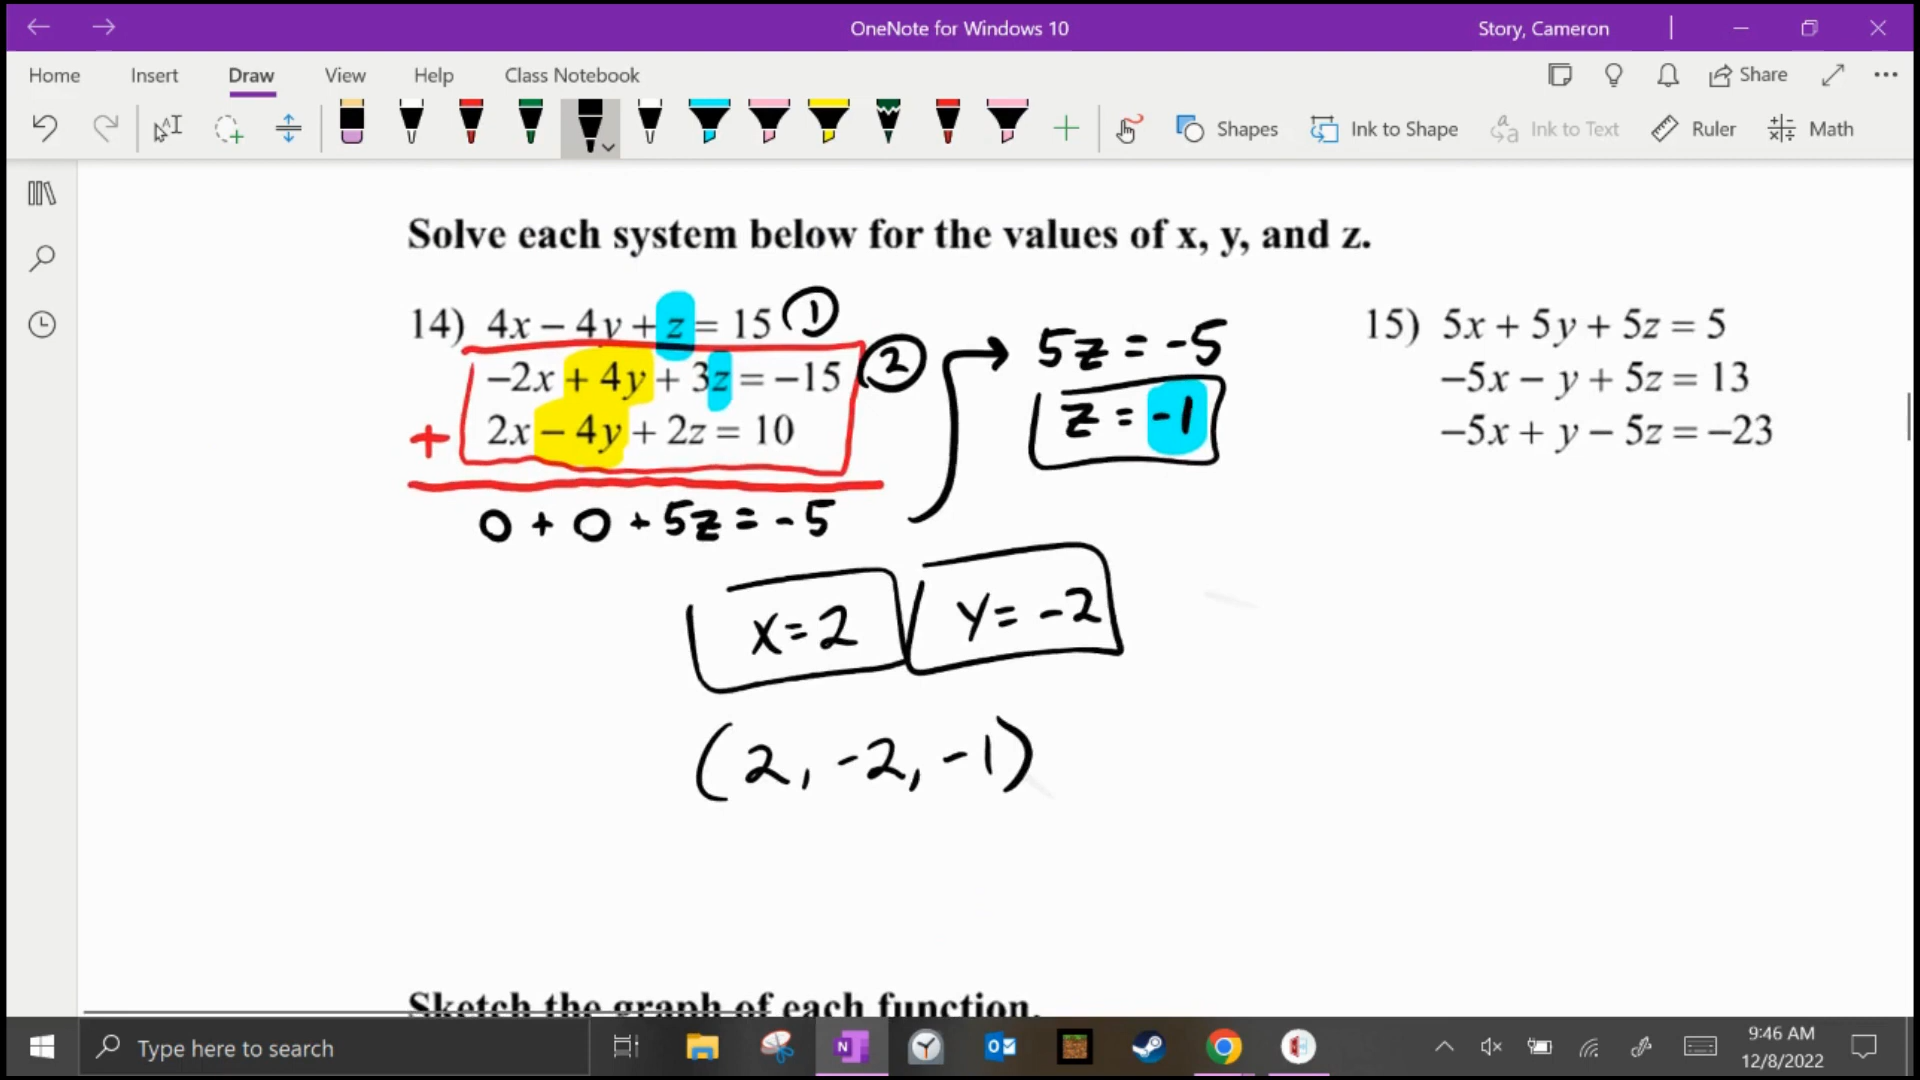 OneNote for Windows 10
Story, Cameron
Home Insert Draw View Help Class Notebook
Share
Shapes Ink to Shape Ink to Text Ruler Math
Solve each system below for the values of x, y, and z.
14) 4x − 4y + z = 15 ①
−2x + 4y + 3z = −15 ②
2x − 4y + 2z = 10
+
0 + 0 + 5z = -5
5z = -5
z = -1
x = 2
y = -2
(2, -2, -1)
15) 5x + 5y + 5z = 5
−5x − y + 5z = 13
−5x + y − 5z = −23
Sketch the graph of each function.
Type here to search
9:46 AM
12/8/2022